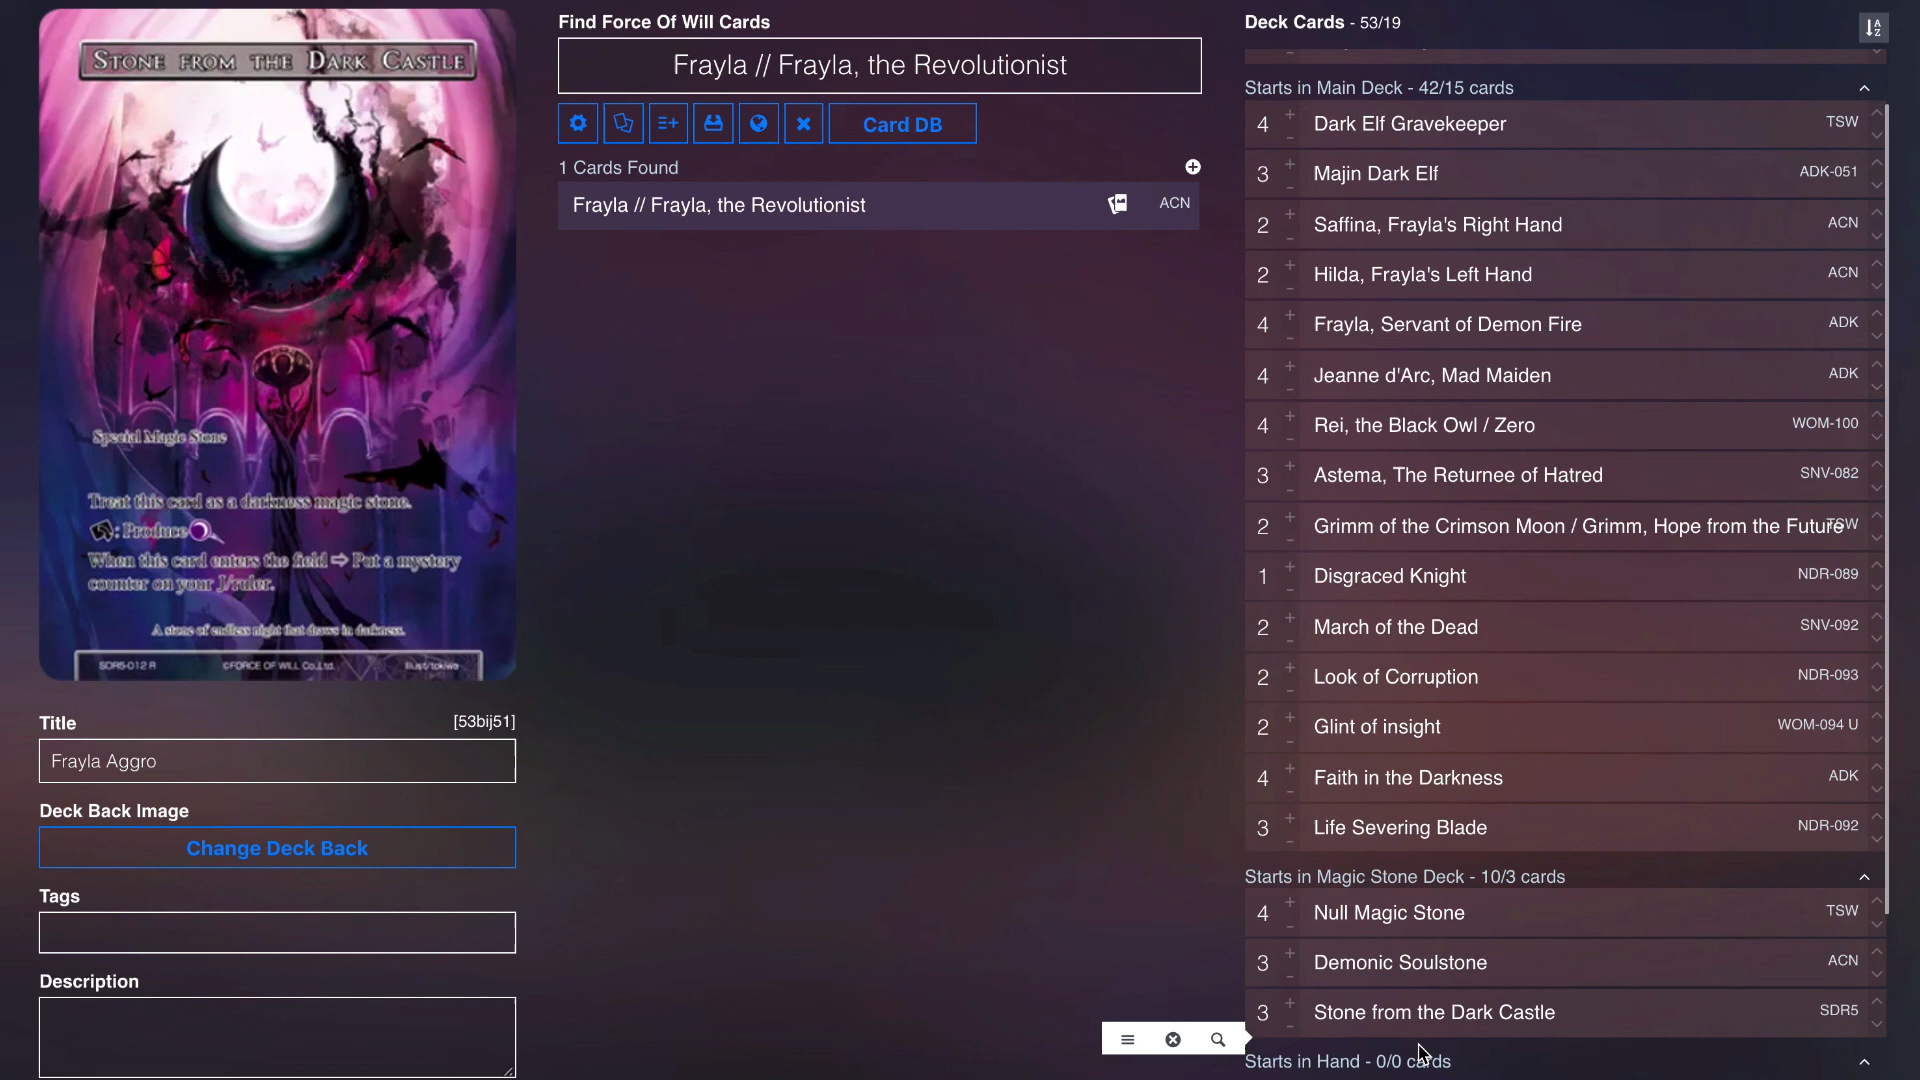 STONE FROM THE DARK CASTLE
Special Magic Stone
Treat this card as a darkness magic stone.
: Produce
When this card enters the field ⇨ Put a mystery
counter on your J/ruler.
A stone of endless night that draws in darkness.
SDR5-012 R ©FORCE OF WILL Co.,Ltd. Illust/tokiwa
Title [53bij51]
Frayla Aggro
Deck Back Image
Change Deck Back
Tags
Description
Find Force Of Will Cards
Frayla // Frayla, the Revolutionist
Card DB
1 Cards Found
Frayla // Frayla, the Revolutionist ACN
Deck Cards - 53/19
Starts in Main Deck - 42/15 cards
4 Dark Elf Gravekeeper TSW
3 Majin Dark Elf ADK-051
2 Saffina, Frayla's Right Hand ACN
2 Hilda, Frayla's Left Hand ACN
4 Frayla, Servant of Demon Fire ADK
4 Jeanne d'Arc, Mad Maiden ADK
4 Rei, the Black Owl / Zero WOM-100
3 Astema, The Returnee of Hatred SNV-082
2 Grimm of the Crimson Moon / Grimm, Hope from the Future TSW
1 Disgraced Knight NDR-089
2 March of the Dead SNV-092
2 Look of Corruption NDR-093
2 Glint of insight WOM-094 U
4 Faith in the Darkness ADK
3 Life Severing Blade NDR-092
Starts in Magic Stone Deck - 10/3 cards
4 Null Magic Stone TSW
3 Demonic Soulstone ACN
3 Stone from the Dark Castle SDR5
Starts in Hand - 0/0 cards